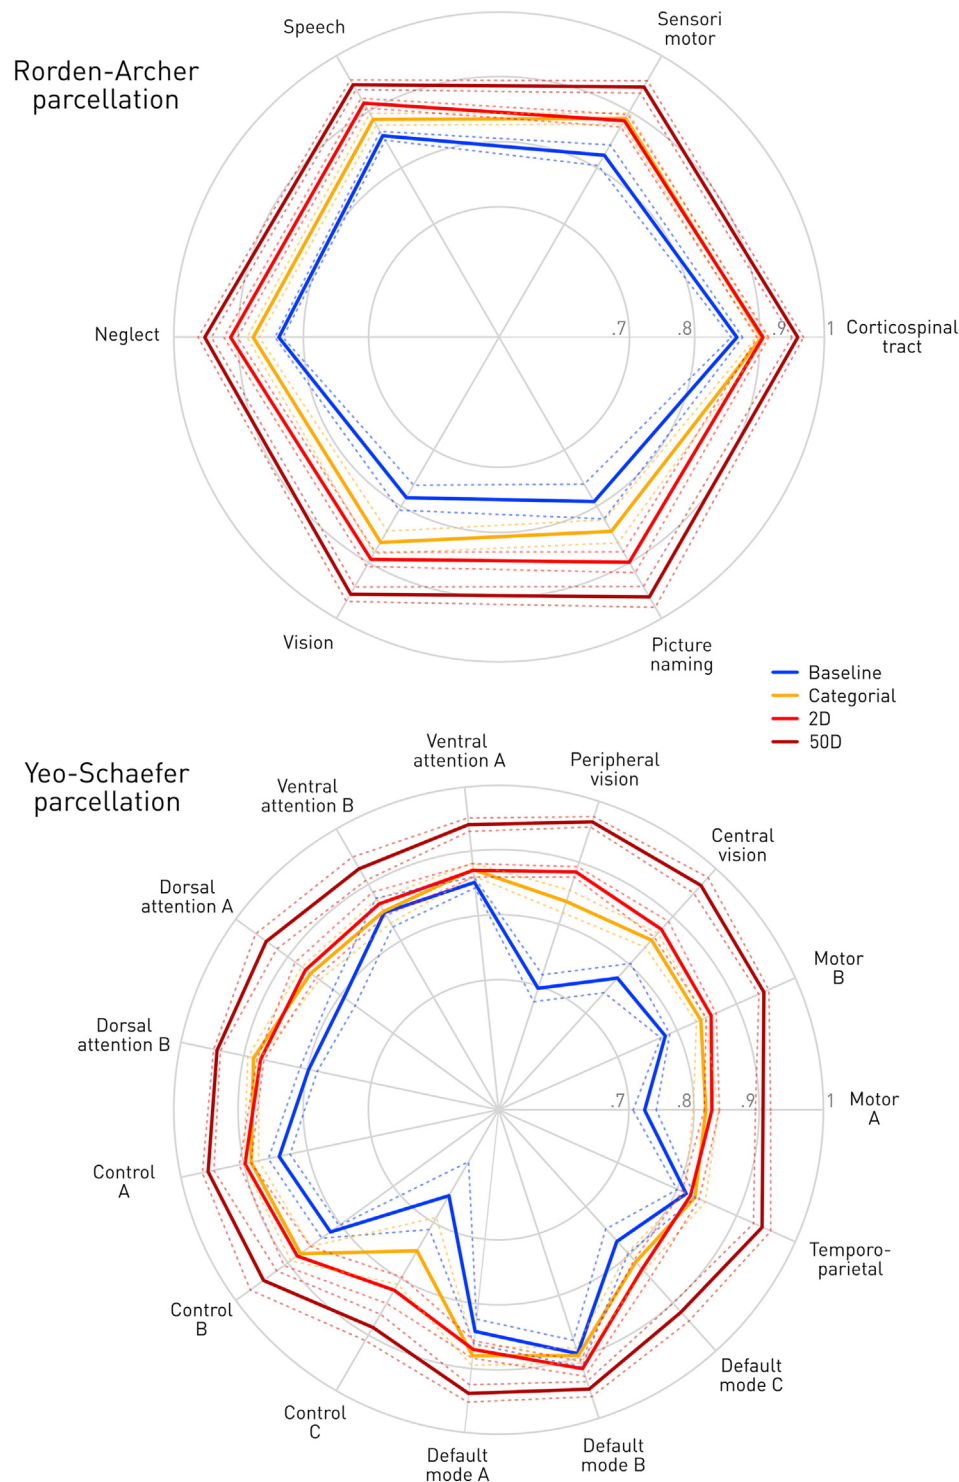 Speech
Sensori
motor
Rorden-Archer
parcellation
Neglect
.7
.8
.9
1
Corticospinal
tract
Vision
Picture
naming
Baseline
Categorial
2D
50D
Yeo-Schaefer
parcellation
Ventral
attention A
Peripheral
vision
Ventral
attention B
Central
vision
Dorsal
attention A
Motor
B
Dorsal
attention B
.7
.8
.9
1
Motor
A
Control
A
Temporo-
parietal
Control
B
Default
mode C
Control
C
Default
mode A
Default
mode B